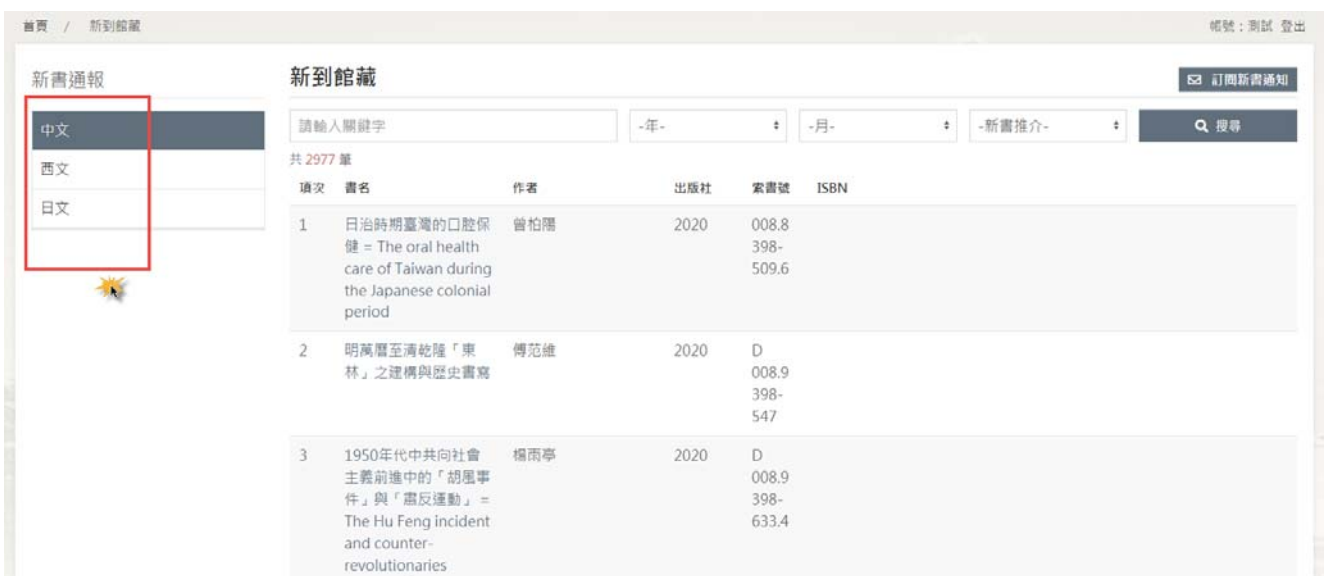 首頁 / 新到館藏
帳號：測試 登出
新書通報
中文
西文
日文
新到館藏
訂閱新書通知
請輸入關鍵字
-年-
-月-
-新書推介-
搜尋
共 2977 筆
項次 書名 作者 出版社 索書號 ISBN
1 日治時期臺灣的口腔保 曾柏陽 2020 008.8
健 = The oral health 398-
care of Taiwan during 509.6
the Japanese colonial
period
2 明萬曆至清乾隆「東 傅范維 2020 D
林」之建構與歷史書寫 008.9
398-
547
3 1950年代中共向社會 楊雨亭 2020 D
主義前進中的「胡風事 008.9
件」與「肅反運動」 = 398-
The Hu Feng incident 633.4
and counter-
revolutionaries